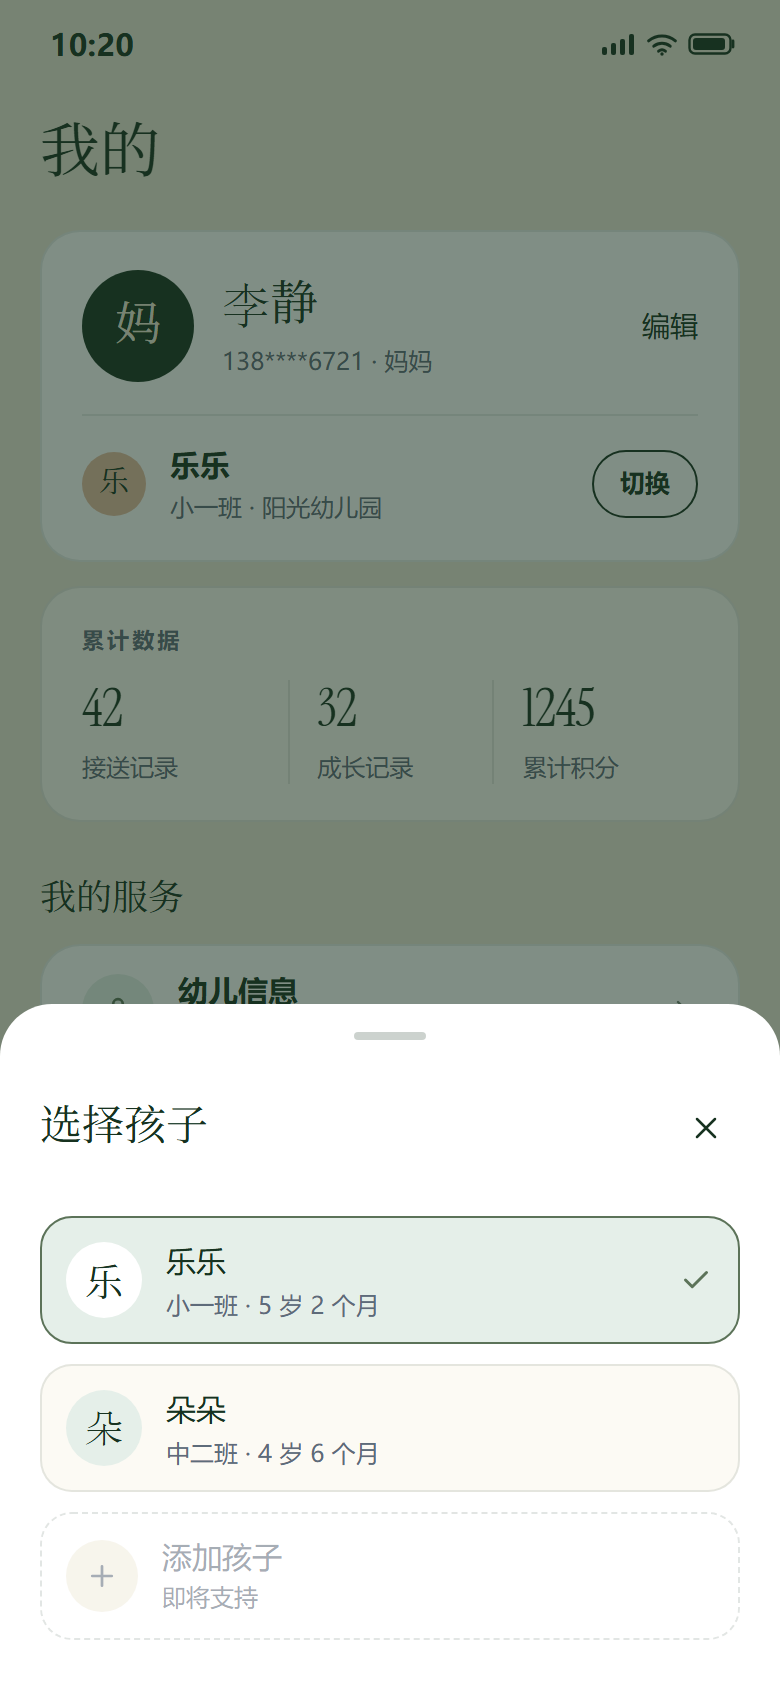 10:20
我的
妈
李静
138****6721 · 妈妈
编辑
乐
乐乐
小一班 · 阳光幼儿园
切换
累计数据
42
32
1245
接送记录
成长记录
累计积分
我的服务
幼儿信息
选择孩子
乐
乐乐
小一班 · 5 岁 2 个月
朵
朵朵
中二班 · 4 岁 6 个月
添加孩子
即将支持